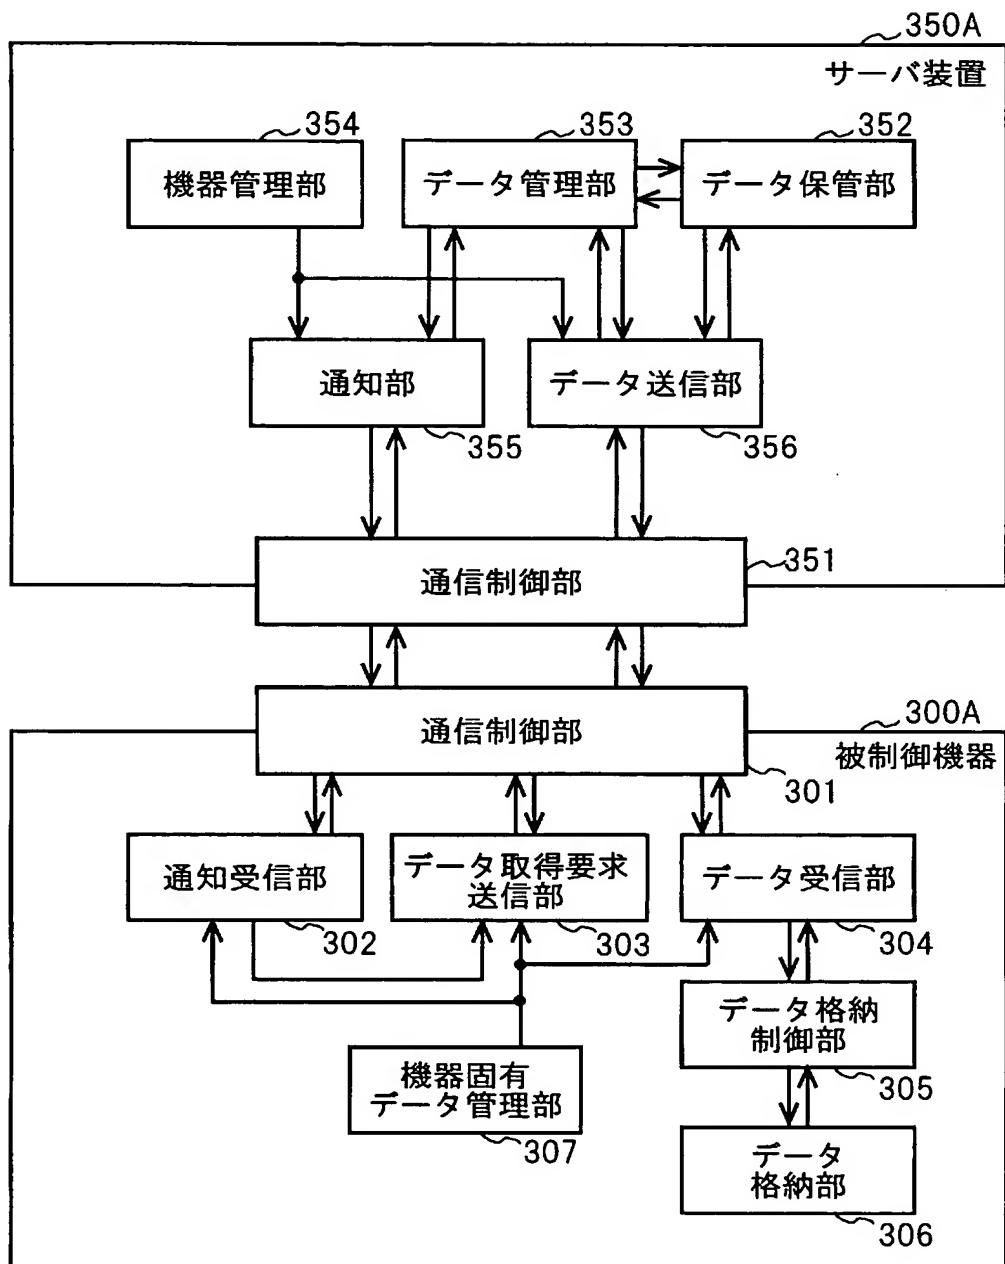 350A
サーバ装置
354
353
352
機器管理部
データ管理部
データ保管部
通知部
データ送信部
355
356
通信制御部
351
通信制御部
300A
被制御機器
301
通知受信部
データ取得要求
送信部
データ受信部
302
303
304
データ格納
制御部
305
機器固有
データ管理部
307
データ
格納部
306